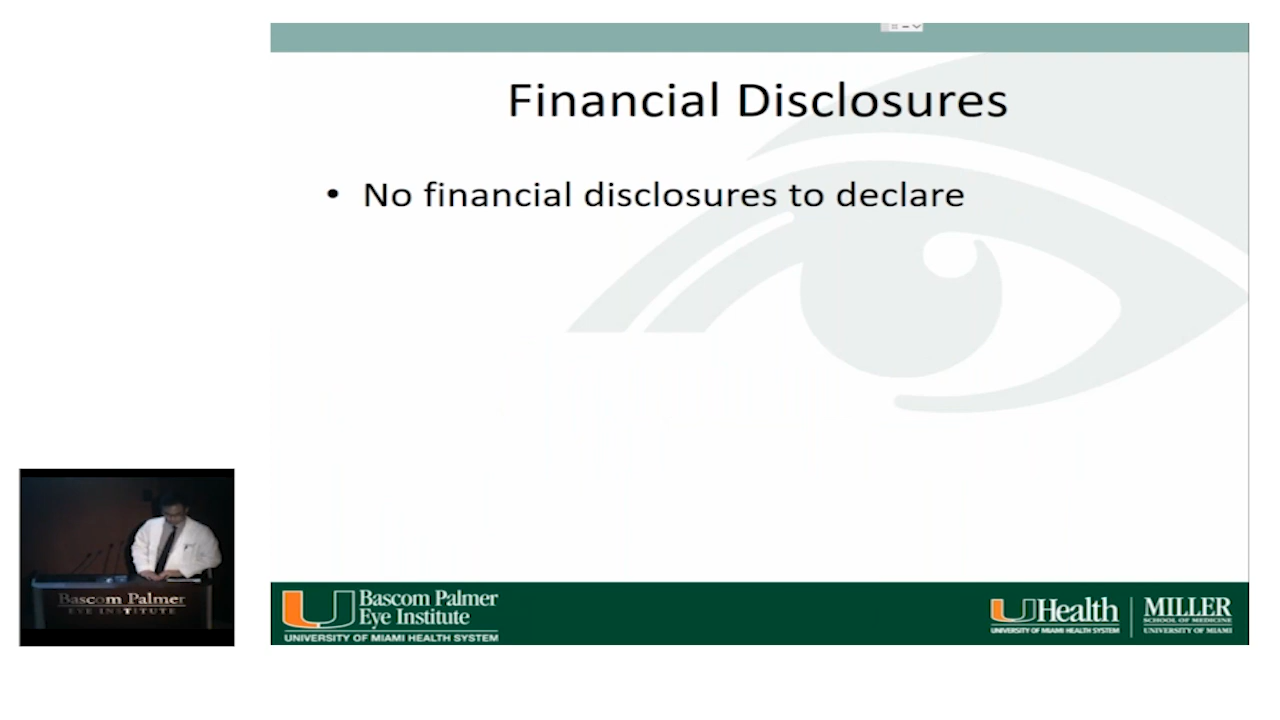 Financial Disclosures
• No financial disclosures to declare
Bascom Palmer
EYE INSTITUTE
Bascom Palmer
Eye Institute
UNIVERSITY OF MIAMI HEALTH SYSTEM
UHealth
UNIVERSITY OF MIAMI HEALTH SYSTEM
MILLER
SCHOOL OF MEDICINE
UNIVERSITY OF MIAMI